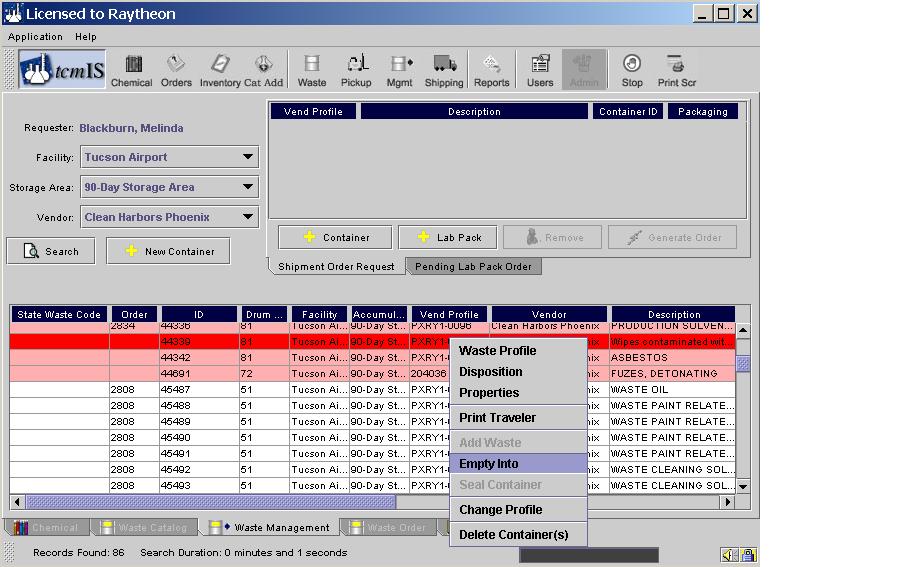 Licensed to Raytheon
Application Help
tcmIS Chemical Orders Inventory Cat Add Waste Pickup Mgmt Shipping Reports Users Admin Stop Print Scr
Requester: Blackburn, Melinda
Facility: Tucson Airport
Storage Area: 90-Day Storage Area
Vendor: Clean Harbors Phoenix
Search New Container
Vend Profile Description Container ID Packaging
Container Lab Pack Remove Generate Order
Shipment Order Request Pending Lab Pack Order
State Waste Code Order ID Drum ... Facility Accumul... Vend Profile Vendor Description
2834 44336 81 Tucson Ai... 90-Day St... PXRY1-0096 Clean Harbors Phoenix PRODUCTION SOLVEN...
44339 81 Tucson Ai... 90-Day St... PXRY1- Wipes contaminated wit...
44342 81 Tucson Ai... 90-Day St... PXRY1- nix ASBESTOS
44691 72 Tucson Ai... 90-Day St... 204036 nix FUZES, DETONATING
2808 45487 51 Tucson Ai... 90-Day St... PXRY1- nix WASTE OIL
2808 45488 51 Tucson Ai... 90-Day St... PXRY1- nix WASTE PAINT RELATE...
2808 45489 51 Tucson Ai... 90-Day St... PXRY1- nix WASTE PAINT RELATE...
2808 45490 51 Tucson Ai... 90-Day St... PXRY1- nix WASTE PAINT RELATE...
2808 45491 51 Tucson Ai... 90-Day St... PXRY1- nix WASTE PAINT RELATE...
2808 45492 51 Tucson Ai... 90-Day St... PXRY1- nix WASTE CLEANING SOL...
2808 45493 51 Tucson Ai... 90-Day St... PXRY1- nix WASTE CLEANING SOL...
Waste Profile
Disposition
Properties
Print Traveler
Add Waste
Empty Into
Seal Container
Change Profile
Delete Container(s)
Chemical Waste Catalog Waste Management Waste Order
Records Found: 86 Search Duration: 0 minutes and 1 seconds